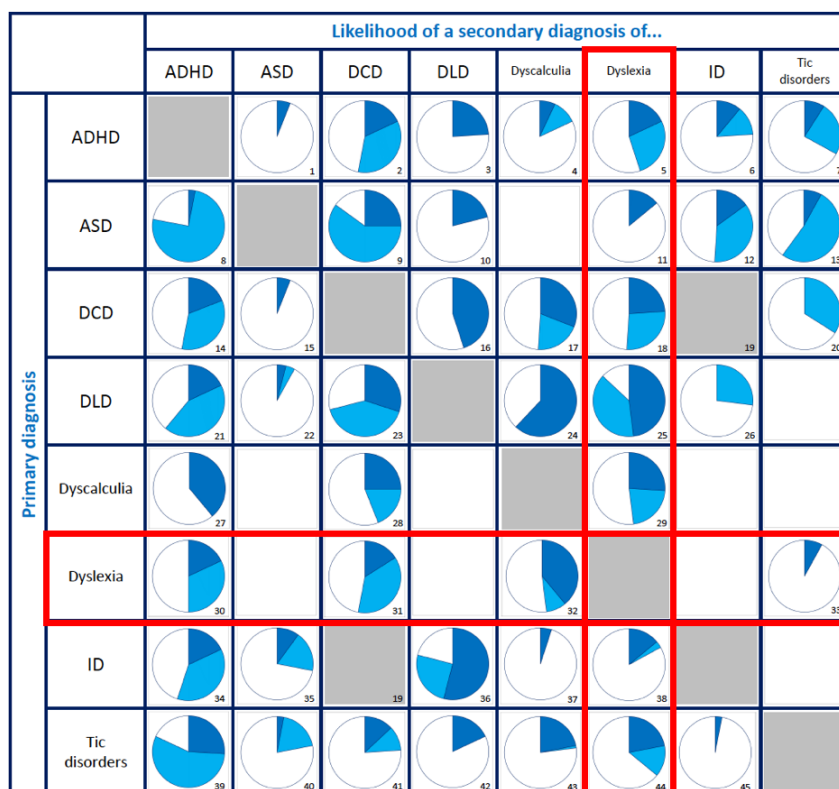 Likelihood of a secondary diagnosis of...
ADHD ASD DCD DLD Dyscalculia Dyslexia ID Tic
disorders
Primary diagnosis
ADHD
1 2 3 4 5 6 7
ASD
8 9 10 11 12 13
DCD
14 15 16 17 18 19 20
DLD
21 22 23 24 25 26
Dyscalculia
27 28 29
Dyslexia
30 31 32 33
ID
34 35 19 36 37 38
Tic
disorders
39 40 41 42 43 44 45